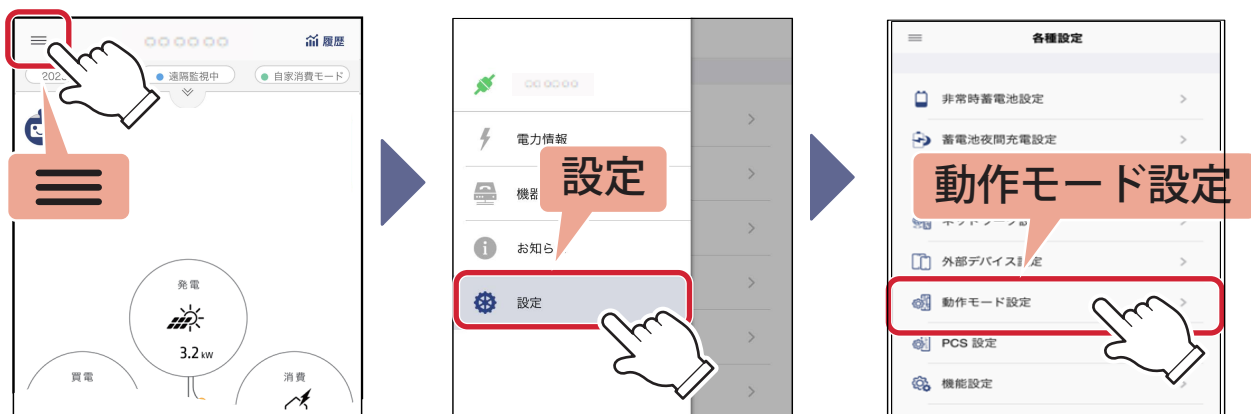 履歴
202
遠隔監視中
自家消費モード
発電
3.2 kW
買電
消費
電力情報
設定
機器
お知ら
設定
各種設定
非常時蓄電池設定
蓄電池夜間充電設定
動作モード設定
外部デバイス設定
動作モード設定
PCS 設定
機能設定